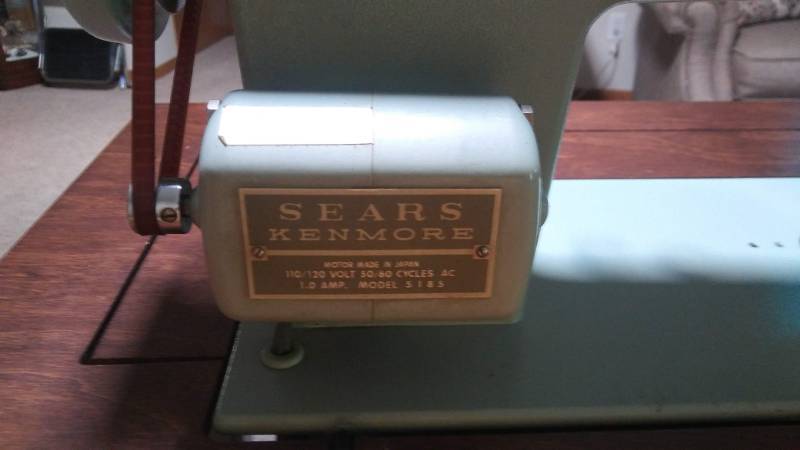 SEARS
KENMORE
MOTOR MADE IN JAPAN
110/120 VOLT 50/60 CYCLES AC
1.0 AMP. MODEL 5185